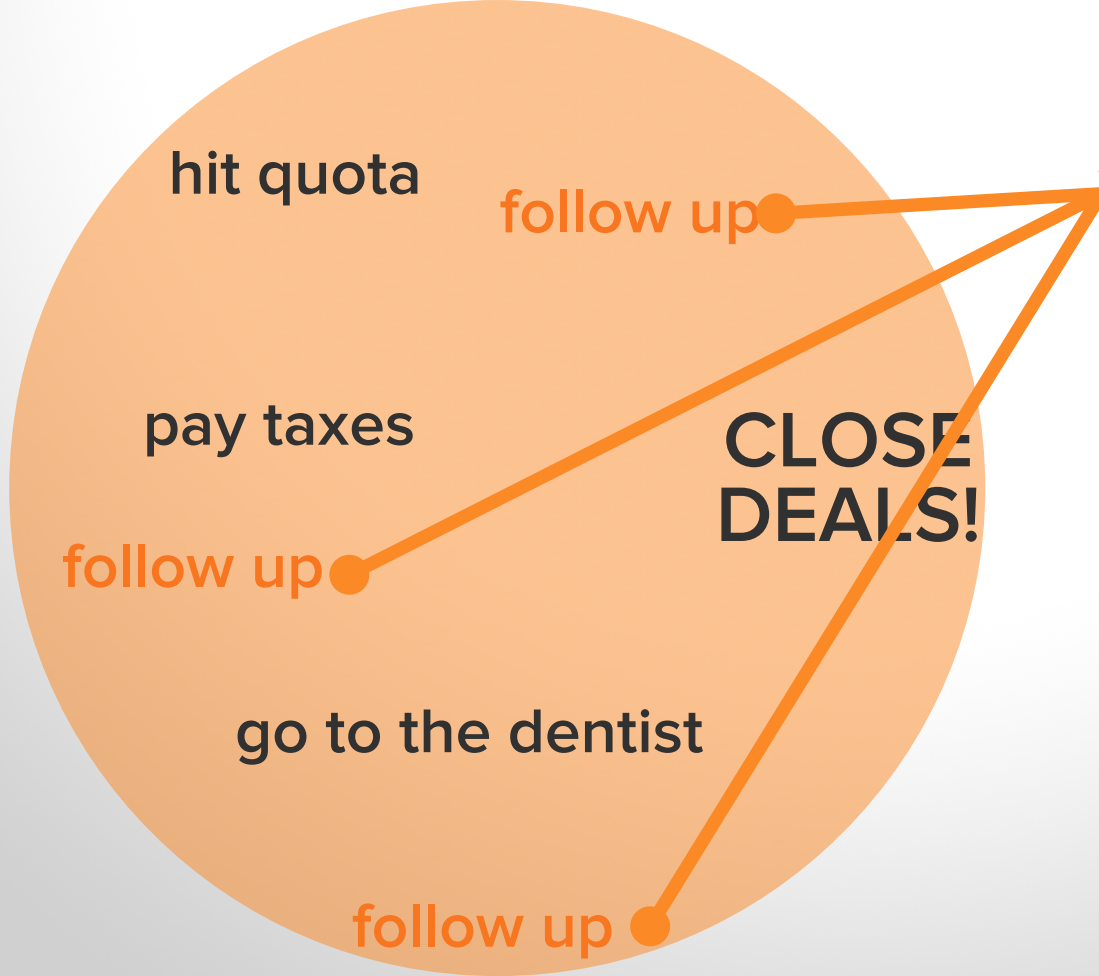 hit quota
follow up
pay taxes
CLOSE
DEALS!
follow up
go to the dentist
follow up